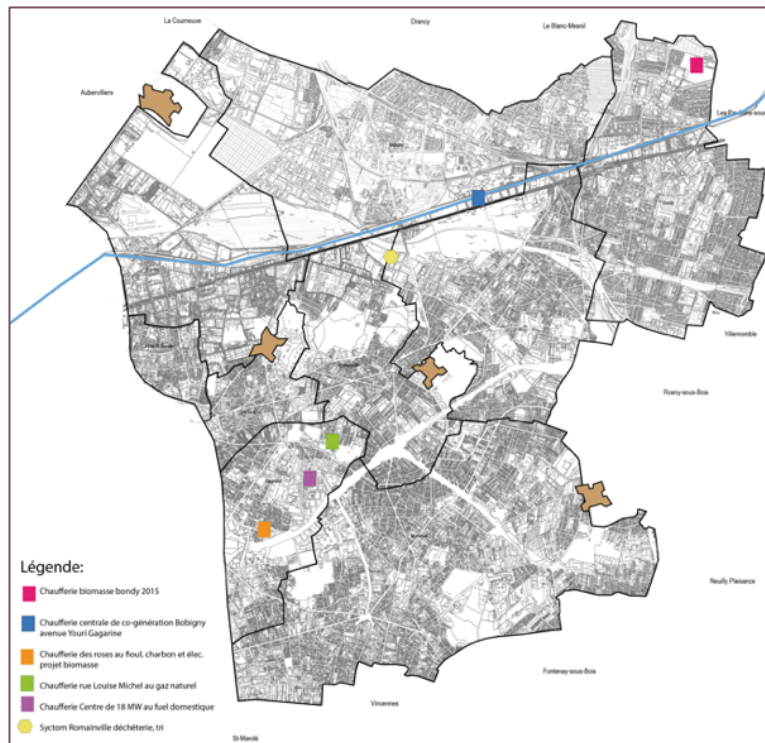 La Courneuve
Drancy
Le Blanc-Mesnil
Aubervilliers
Villemomble
Rosny-sous-Bois
Neuilly Plaisance
Fontenay-sous-Bois
Vincennes
St-Mandé
Légende:
Chaufferie biomasse bondy 2015
Chaufferie centrale de co-génération Bobigny
avenue Youri Gagarine
Chaufferie des roses au fioul, charbon et élec.
projet biomasse
Chaufferie rue Louise Michel au gaz naturel
Chaufferie Centre de 18 MW au fuel domestique
Syctom Romainville déchèterie, tri